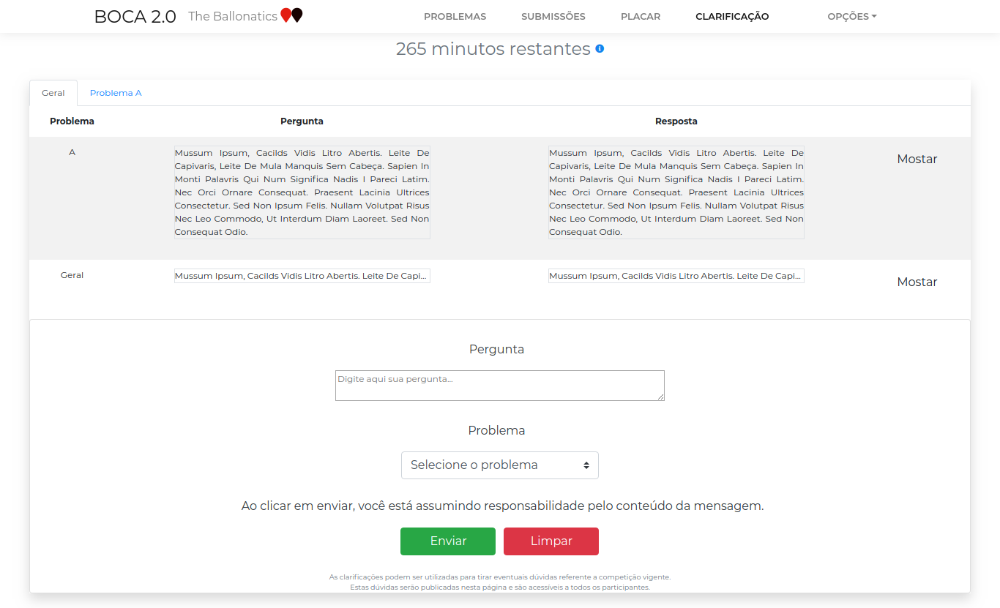 BOCA 2.0 The Ballonatics PROBLEMAS SUBMISSÕES PLACAR CLARIFICAÇÃO OPÇÕES
265 minutos restantes
Geral Problema A
Problema Pergunta Resposta
A
Mussum Ipsum, Cacilds Vidis Litro Abertis. Leite De
Capivaris, Leite De Mula Manquis Sem Cabeça. Sapien In
Monti Palavris Qui Num Significa Nadis I Pareci Latim.
Nec Orci Ornare Consequat. Praesent Lacinia Ultrices
Consectetur. Sed Non Ipsum Felis. Nullam Volutpat Risus
Nec Leo Commodo, Ut Interdum Diam Laoreet. Sed Non
Consequat Odio.
Mussum Ipsum, Cacilds Vidis Litro Abertis. Leite De
Capivaris, Leite De Mula Manquis Sem Cabeça. Sapien In
Monti Palavris Qui Num Significa Nadis I Pareci Latim.
Nec Orci Ornare Consequat. Praesent Lacinia Ultrices
Consectetur. Sed Non Ipsum Felis. Nullam Volutpat Risus
Nec Leo Commodo, Ut Interdum Diam Laoreet. Sed Non
Consequat Odio.
Mostar
Geral
Mussum Ipsum, Cacilds Vidis Litro Abertis. Leite De Capi...
Mussum Ipsum, Cacilds Vidis Litro Abertis. Leite De Capi...
Mostar
Pergunta
Digite aqui sua pergunta...
Problema
Selecione o problema
Ao clicar em enviar, você está assumindo responsabilidade pelo conteúdo da mensagem.
Enviar Limpar
As clarificações podem ser utilizadas para tirar eventuais dúvidas referente a competição vigente.
Estas dúvidas serão publicadas nesta página e são acessíveis a todos os participantes.